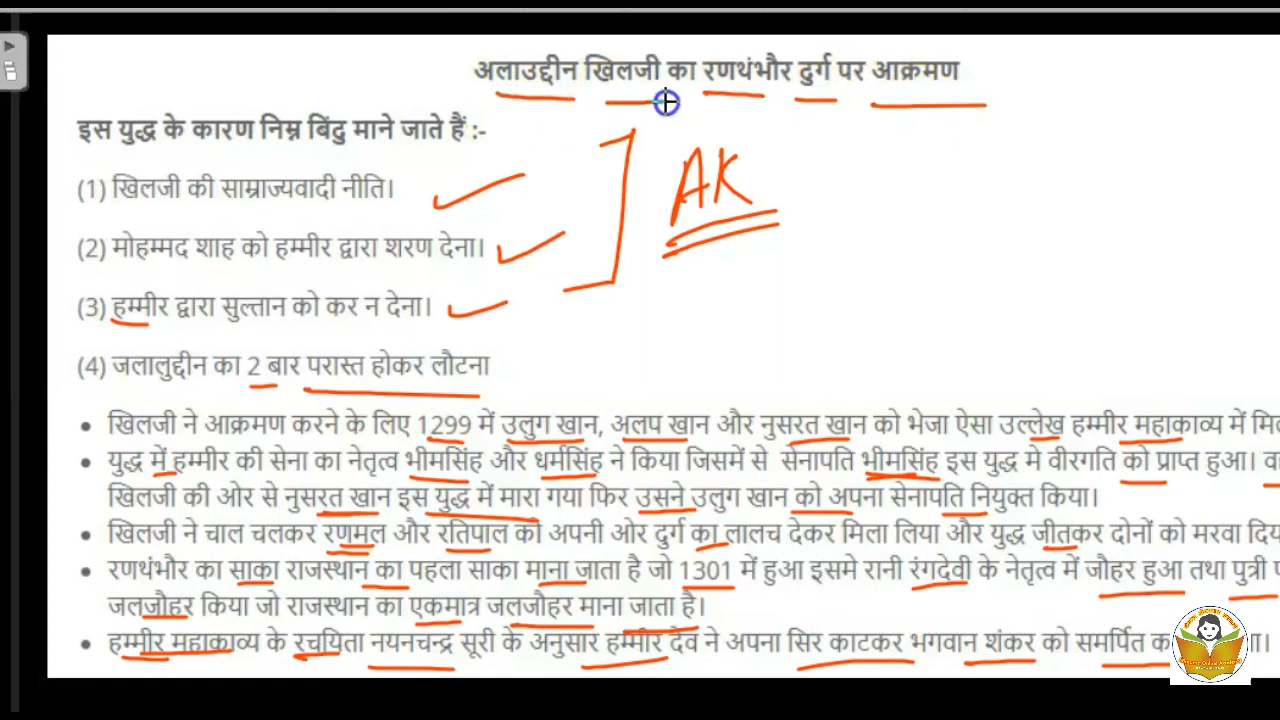 अलाउद्दीन खिलजी का रणथंभौर दुर्ग पर आक्रमण
इस युद्ध के कारण निम्न बिंदु माने जाते हैं :-
(1) खिलजी की साम्राज्यवादी नीति।
(2) मोहम्मद शाह को हम्मीर द्वारा शरण देना।
(3) हम्मीर द्वारा सुल्तान को कर न देना।
AK
(4) जलालुद्दीन का 2 बार परास्त होकर लौटना
• खिलजी ने आक्रमण करने के लिए 1299 में उलुग खान, अलप खान और नुसरत खान को भेजा ऐसा उल्लेख हम्मीर महाकाव्य में
• युद्ध में हम्मीर की सेना का नेतृत्व भीमसिंह और धर्मसिंह ने किया जिसमें से सेनापति भीमसिंह इस युद्ध मे वीरगति को प्राप्त हुआ।
खिलजी की ओर से नुसरत खान इस युद्ध में मारा गया फिर उसने उलुग खान को अपना सेनापति नियुक्त किया।
• खिलजी ने चाल चलकर रणमल और रतिपाल को अपनी ओर दुर्ग का लालच देकर मिला लिया और युद्ध जीतकर दोनों को मरवा
• रणथंभौर का साका राजस्थान का पहला साका माना जाता है जो 1301 में हुआ इसमे रानी रंगदेवी के नेतृत्व में जौहर हुआ तथा पुत्री
जलजौहर किया जो राजस्थान का एकमात्र जलजौहर माना जाता है।
• हम्मीर महाकाव्य के रचयिता नयनचन्द्र सूरी के अनुसार हम्मीर देव ने अपना सिर काटकर भगवान शंकर को समर्पित